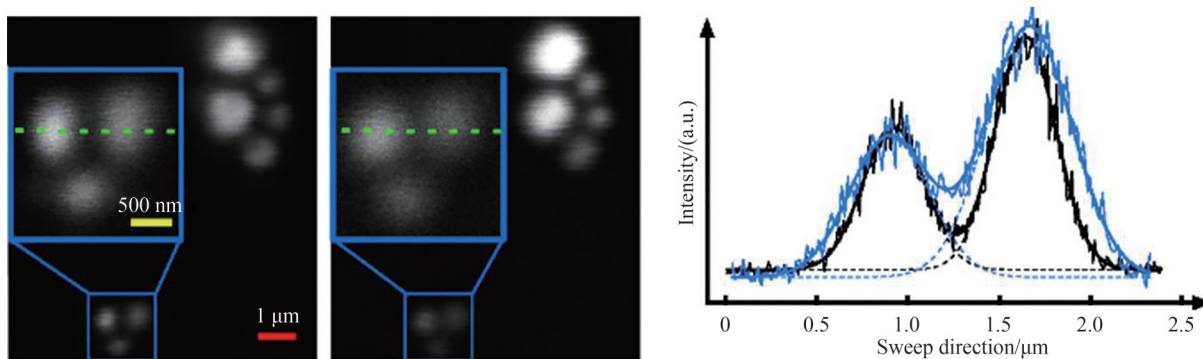 500 nm
1 μm
Intensity/(a.u.)
0 0.5 1.0 1.5 2.0 2.5
Sweep direction/μm